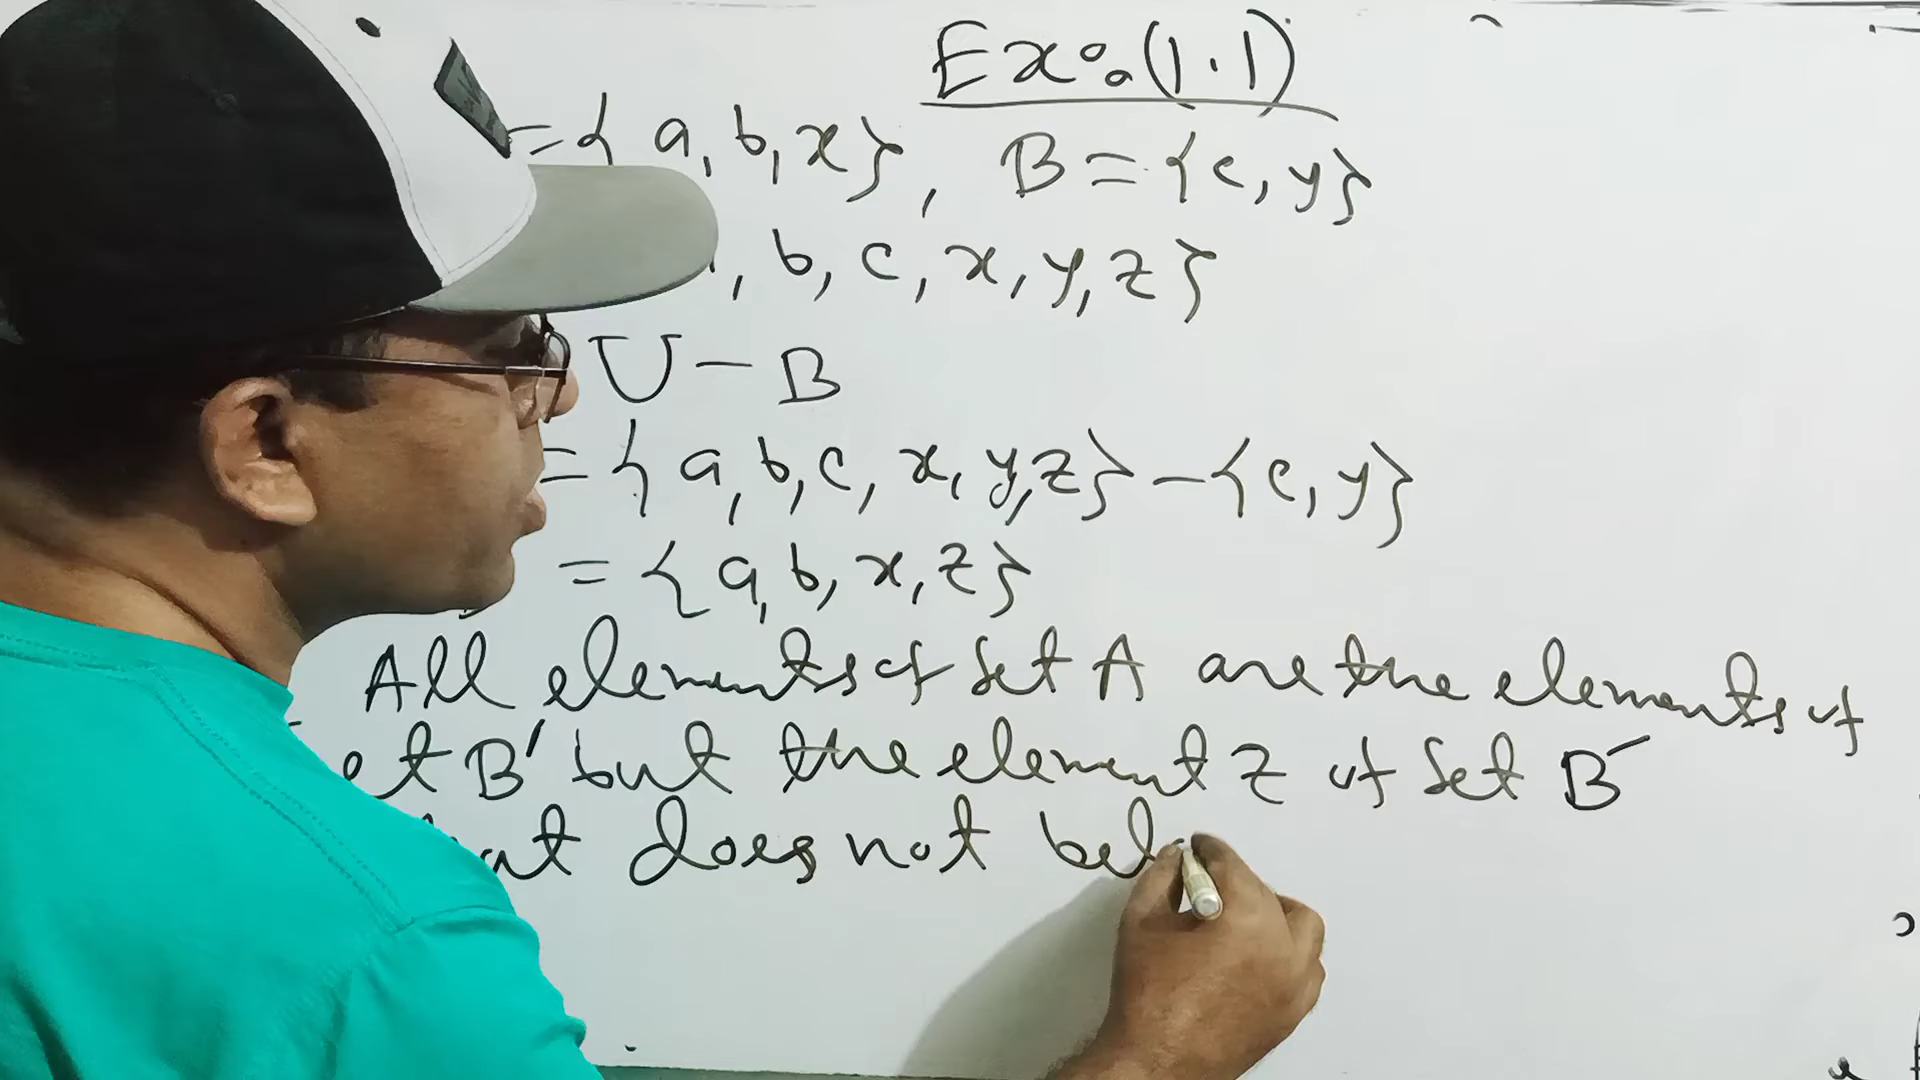 Ex: (1.1)
= { a, b, x}, B = {c, y}
, b, c, x, y, z}
U - B
= { a, b, c, x, y, z} - {c, y}
= { a, b, x, z}
All elements of set A are the elements of
et B' but the element z of set B'
at does not bel